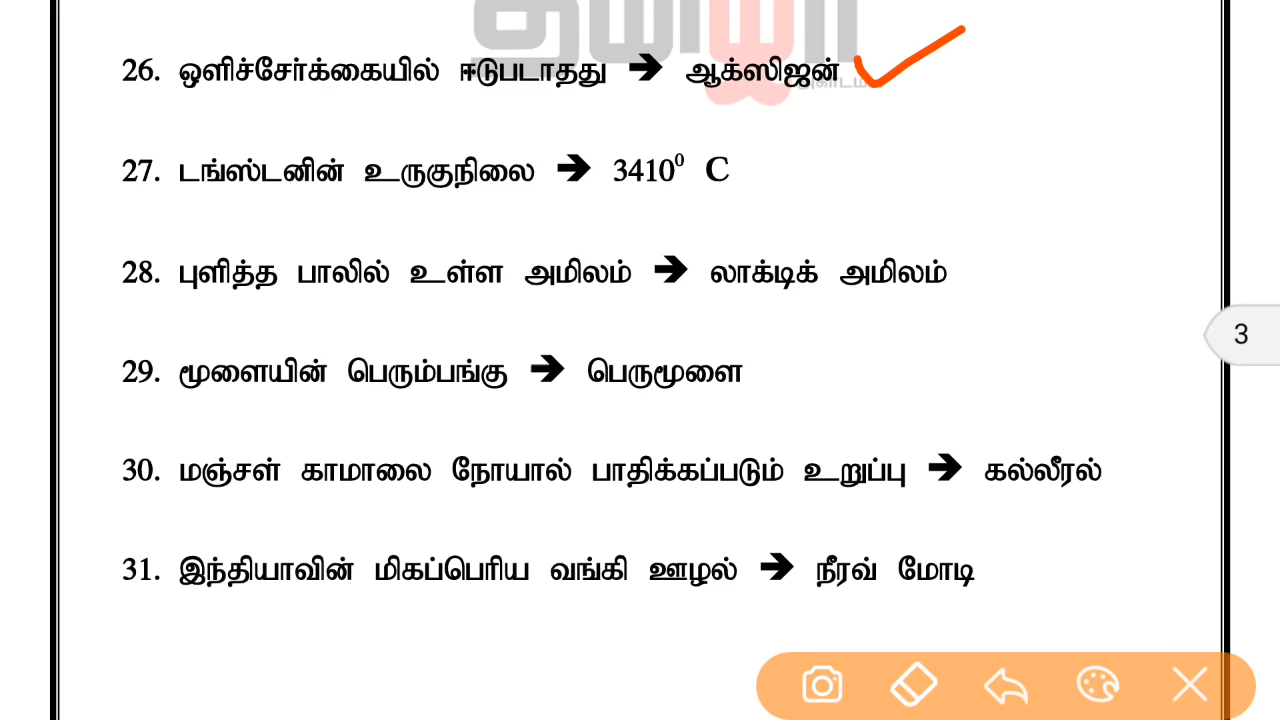 26. ஒளிச்சேர்க்கையில் ஈடுபடாதது ➔ ஆக்ஸிஜன்
27. டங்ஸ்டனின் உருகுநிலை ➔ 3410⁰ C
28. புளித்த பாலில் உள்ள அமிலம் ➔ லாக்டிக் அமிலம்
29. மூளையின் பெரும்பங்கு ➔ பெருமூளை
3
30. மஞ்சள் காமாலை நோயால் பாதிக்கப்படும் உறுப்பு ➔ கல்லீரல்
31. இந்தியாவின் மிகப்பெரிய வங்கி ஊழல் ➔ நீரவ் மோடி